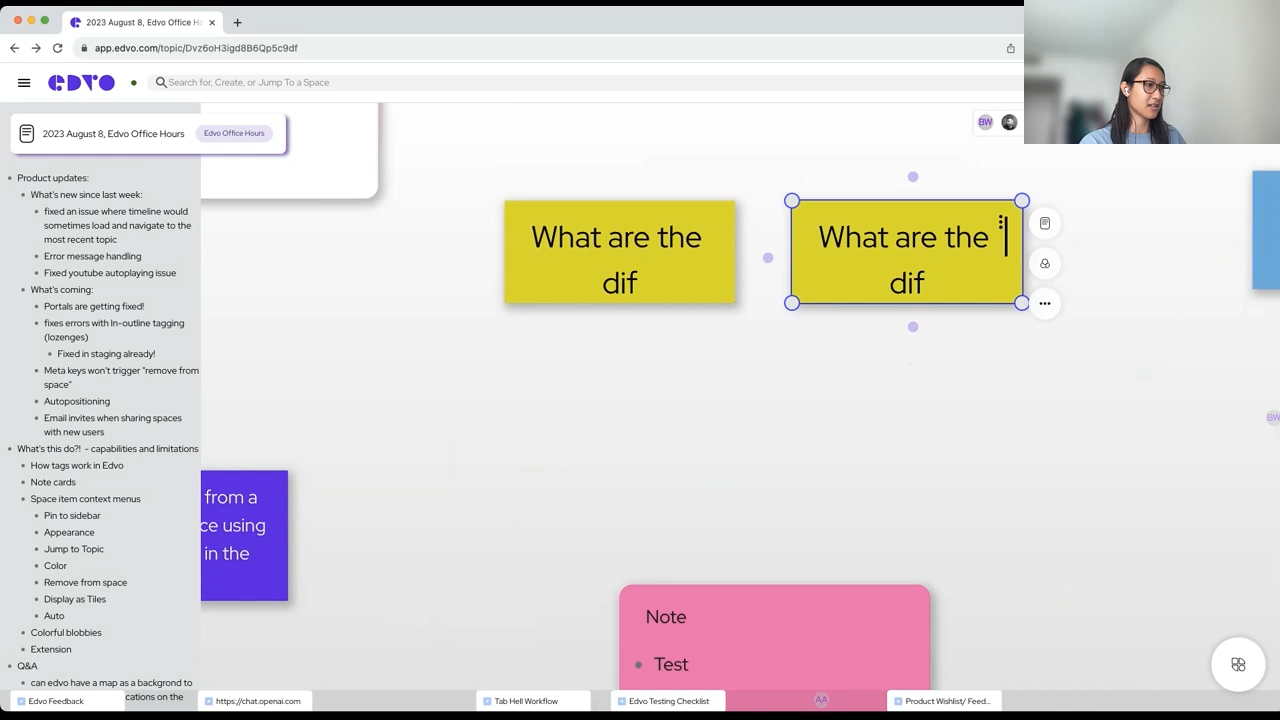 2023 August 8, Edvo Office Ho
app.edvo.com/topic/Dvz6oH3igd8B6Qp5c9df
EDVO
Search for, Create, or Jump To a Space
2023 August 8, Edvo Office Hours
Edvo Office Hours
BW
Product updates:
What's new since last week:
fixed an issue where timeline would
sometimes load and navigate to the
most recent topic
Error message handling
Fixed youtube autoplaying issue
What's coming:
Portals are getting fixed!
fixes errors with In-outline tagging
(lozenges)
Fixed in staging already!
Meta keys won't trigger "remove from
space"
Autopositioning
Email invites when sharing spaces
with new users
What's this do?! - capabilities and limitations
How tags work in Edvo
Note cards
Space item context menus
Pin to sidebar
Appearance
Jump to Topic
Color
Remove from space
Display as Tiles
Auto
Colorful blobbies
Extension
Q&A
can edvo have a map as a backgrond to
cations on the
What are the
dif
What are the
dif
BW
from a
ce using
in the
Note
Test
Edvo Feedback
https://chat.openai.com
Tab Hell Workflow
Edvo Testing Checklist
AA
Product Wishlist/ Feed...